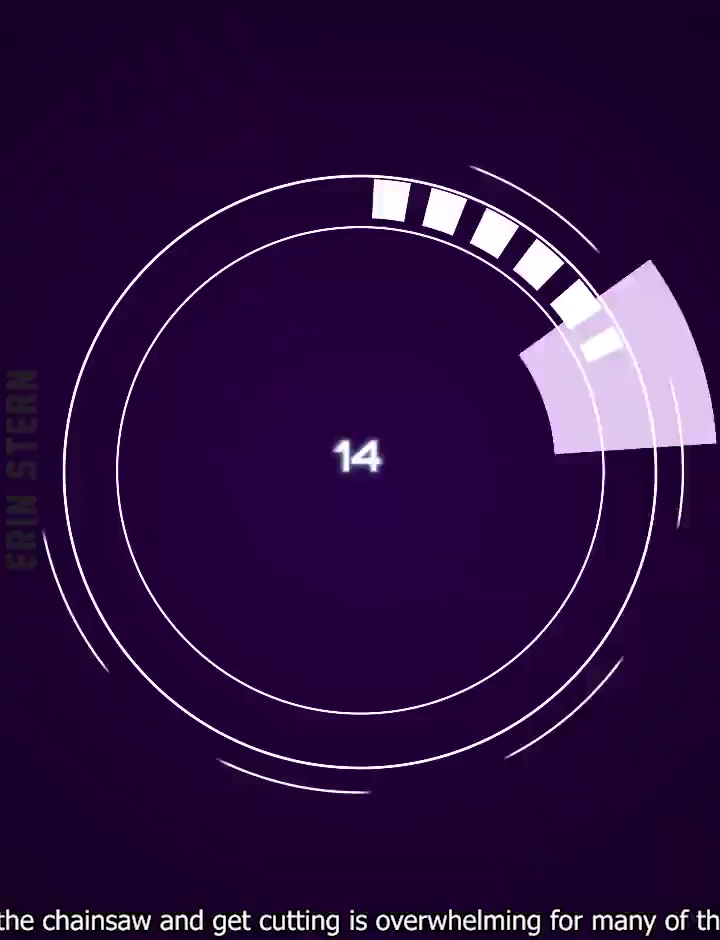 ERIN STERN
14
the chainsaw and get cutting is overwhelming for many of th